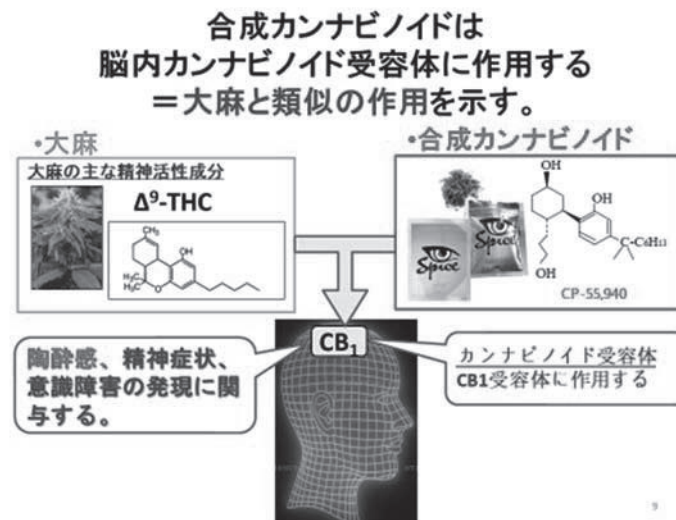 合成カンナビノイドは
脳内カンナビノイド受容体に作用する
＝大麻と類似の作用を示す。
•大麻
•合成カンナビノイド
大麻の主な精神活性成分
Δ⁹-THC
CH₃
OH
H₃C
H₃C
O
OH
OH
C-C₆H₁₃
OH
Spice
Spice
CP-55,940
CB₁
陶酔感、精神症状、
意識障害の発現に関
与する。
カンナビノイド受容体
CB1受容体に作用する
9